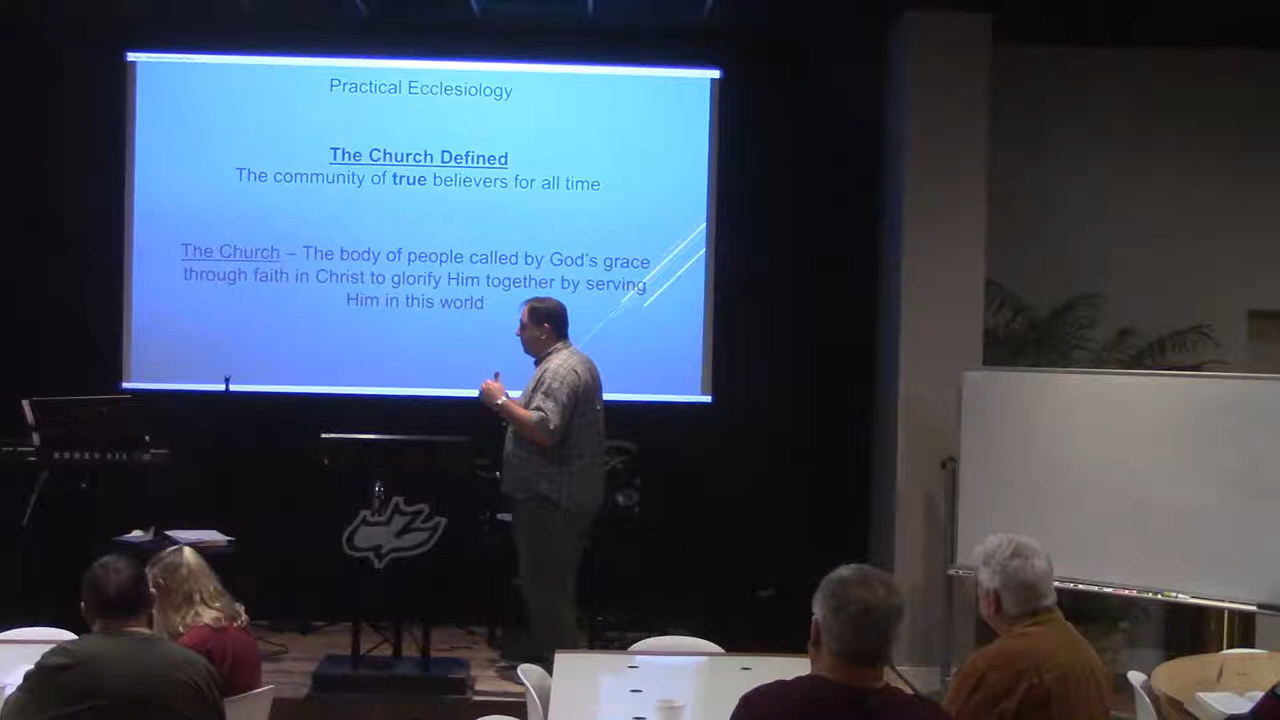 Practical Ecclesiology
The Church Defined
The community of true believers for all time
The Church – The body of people called by God's grace
through faith in Christ to glorify Him together by serving
Him in this world